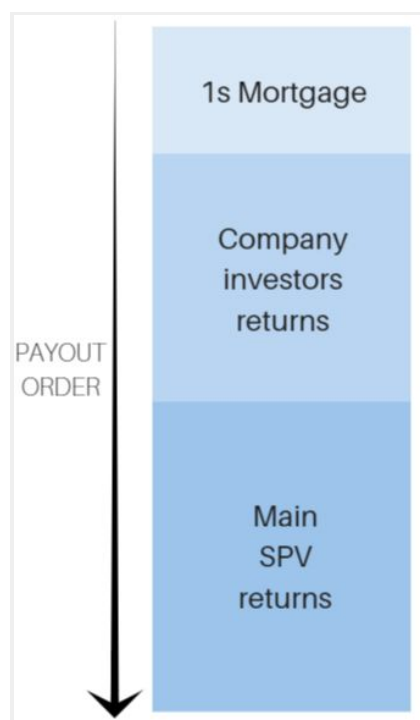 1s Mortgage
Company
investors
returns
PAYOUT
ORDER
Main
SPV
returns